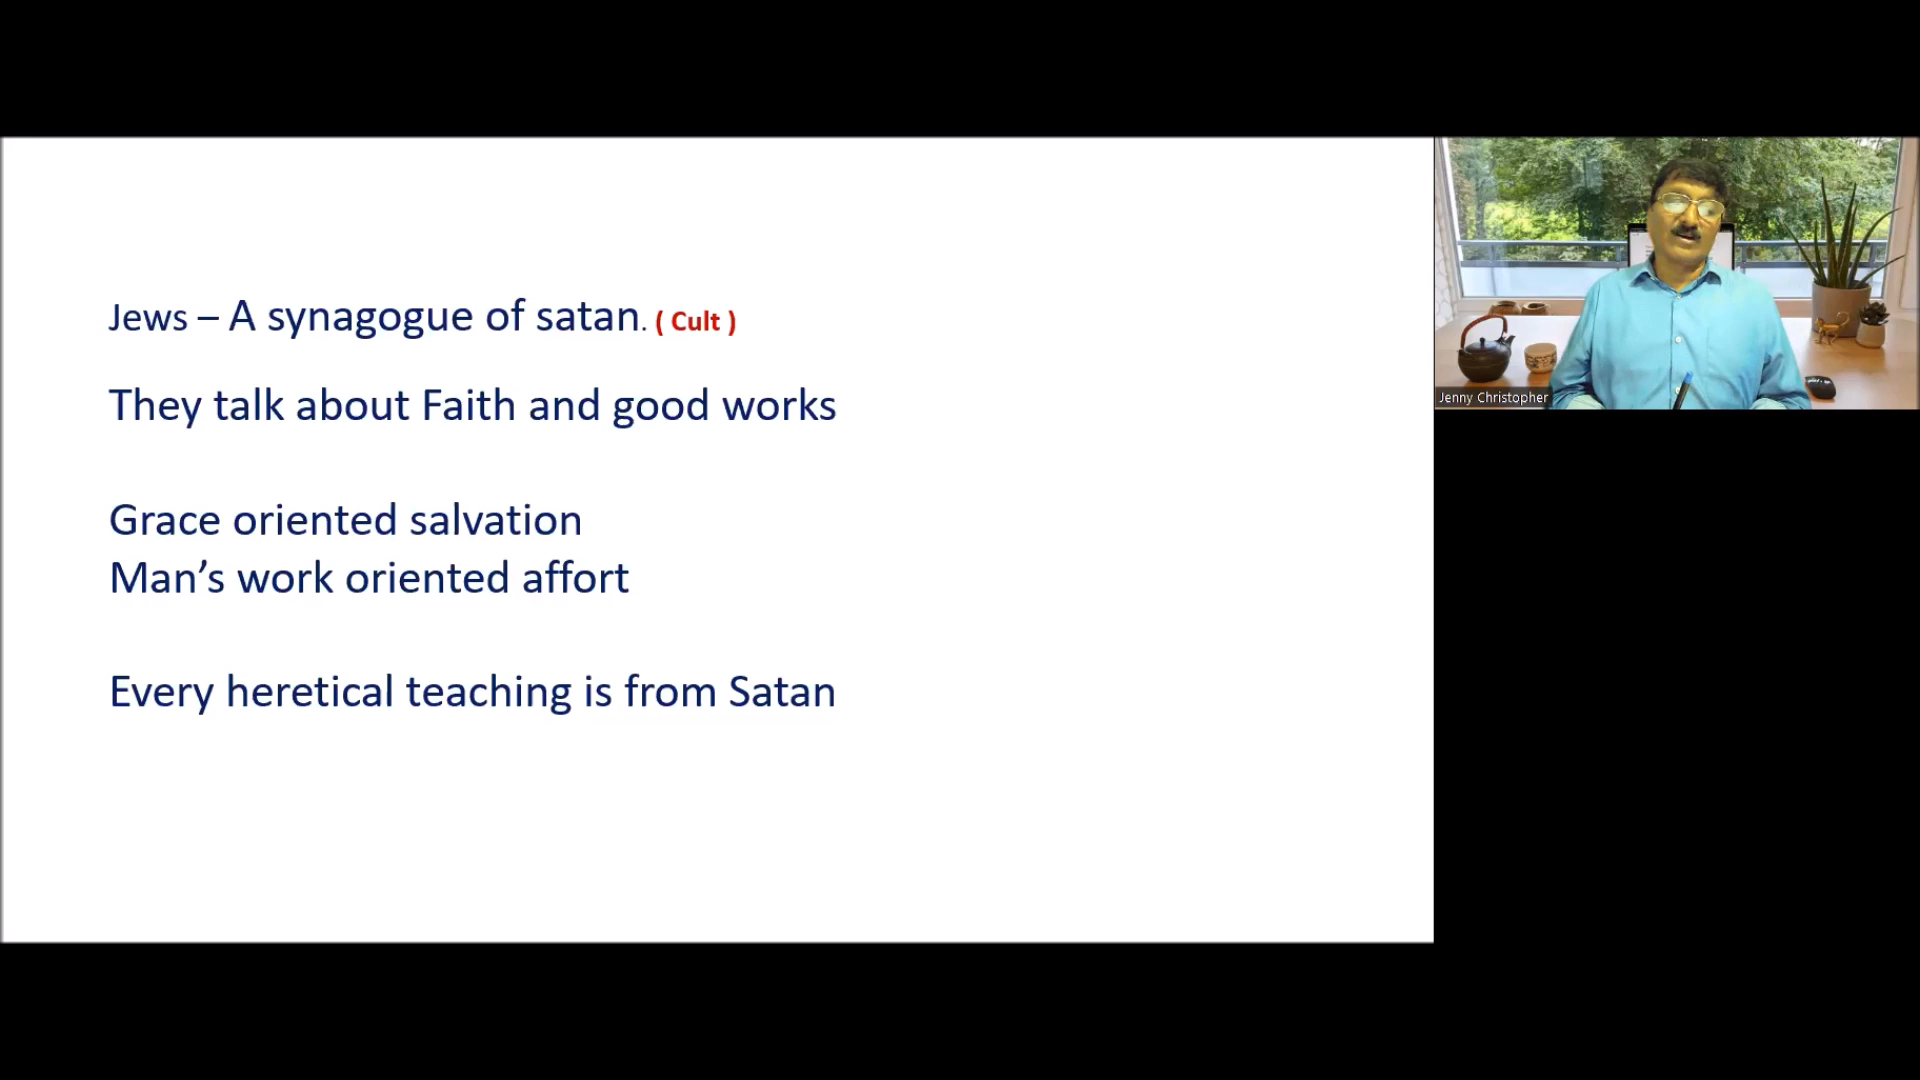 Jews – A synagogue of satan. ( Cult )
They talk about Faith and good works
Grace oriented salvation
Man’s work oriented affort
Every heretical teaching is from Satan
Jenny Christopher